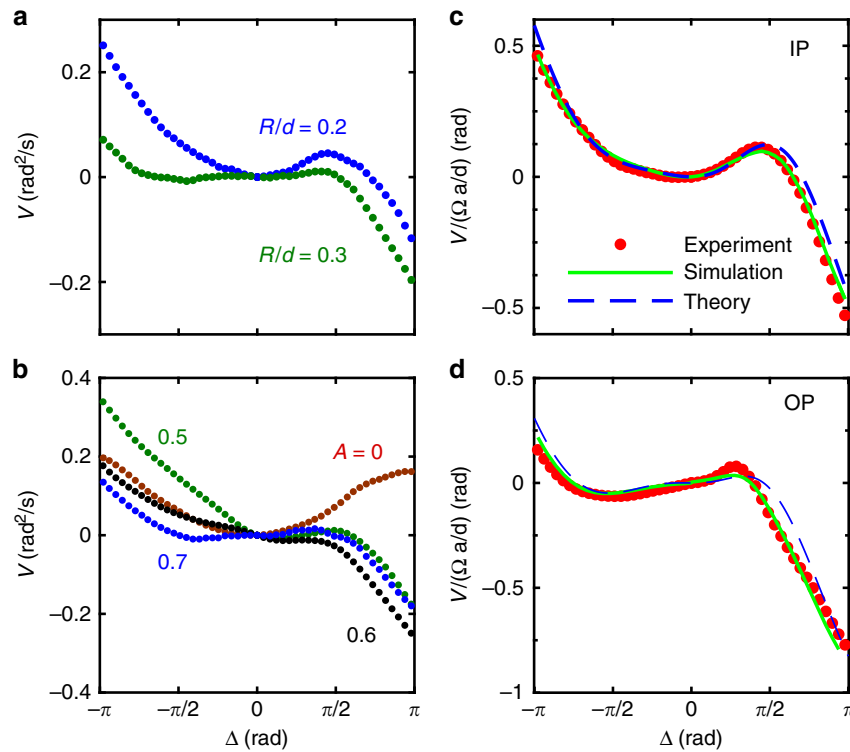 a
0.2
0
−0.2
V (rad²/s)
R/d = 0.2
R/d = 0.3
b
0.4
0.2
0
−0.2
−0.4
V (rad²/s)
0.5
A = 0
0.7
0.6
−π
−π/2
0
π/2
π
Δ (rad)
c
0.5
0
−0.5
V/(Ω a/d) (rad)
IP
Experiment
Simulation
Theory
d
0.5
0
−0.5
−1
V/(Ω a/d) (rad)
OP
−π
−π/2
0
π/2
π
Δ (rad)